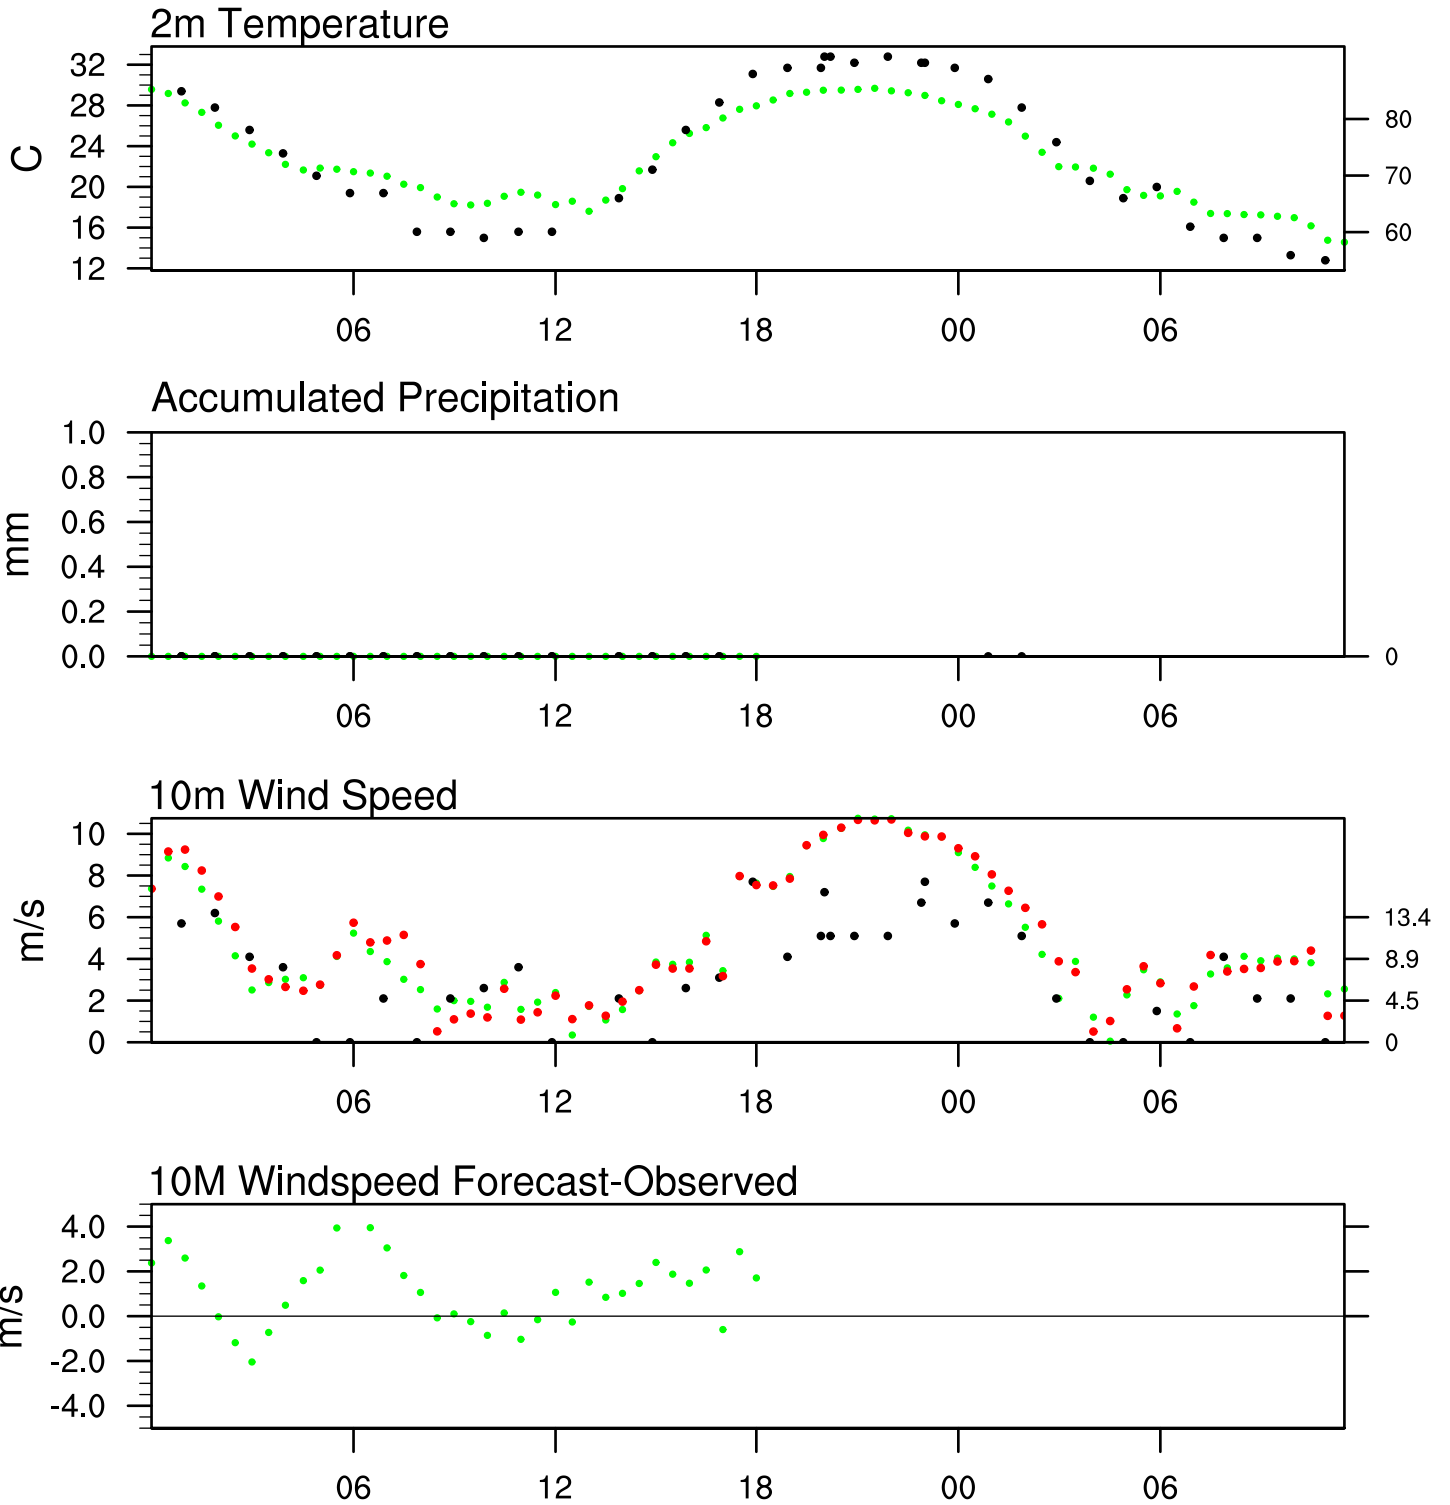 2m Temperature
32
28
24
20
16
12
C
80
70
60
06 12 18 00 06
Accumulated Precipitation
1.0
0.8
0.6
0.4
0.2
0.0
mm
0
06 12 18 00 06
10m Wind Speed
10
8
6
4
2
0
m/s
13.4
8.9
4.5
0
06 12 18 00 06
10M Windspeed Forecast-Observed
4.0
2.0
0.0
-2.0
-4.0
m/s
06 12 18 00 06